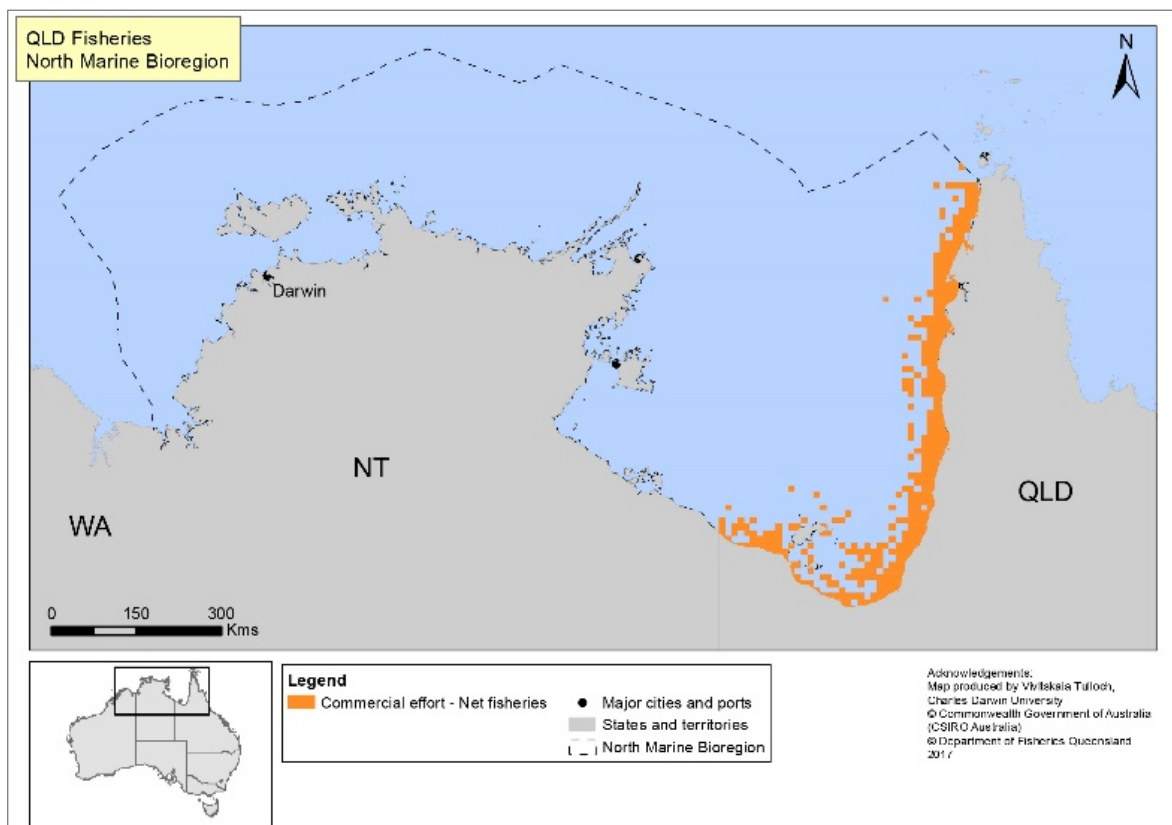 QLD Fisheries
North Marine Bioregion
N
Darwin
NT
QLD
WA
0 150 300
Kms
Legend
Commercial effort - Net fisheries
Major cities and ports
States and territories
North Marine Bioregion
Acknowledgements:
Map produced by Vivitskaia Tulloch,
Charles Darwin University
© Commonwealth Government of Australia
(CSIRO Australia)
© Department of Fisheries Queensland
2017